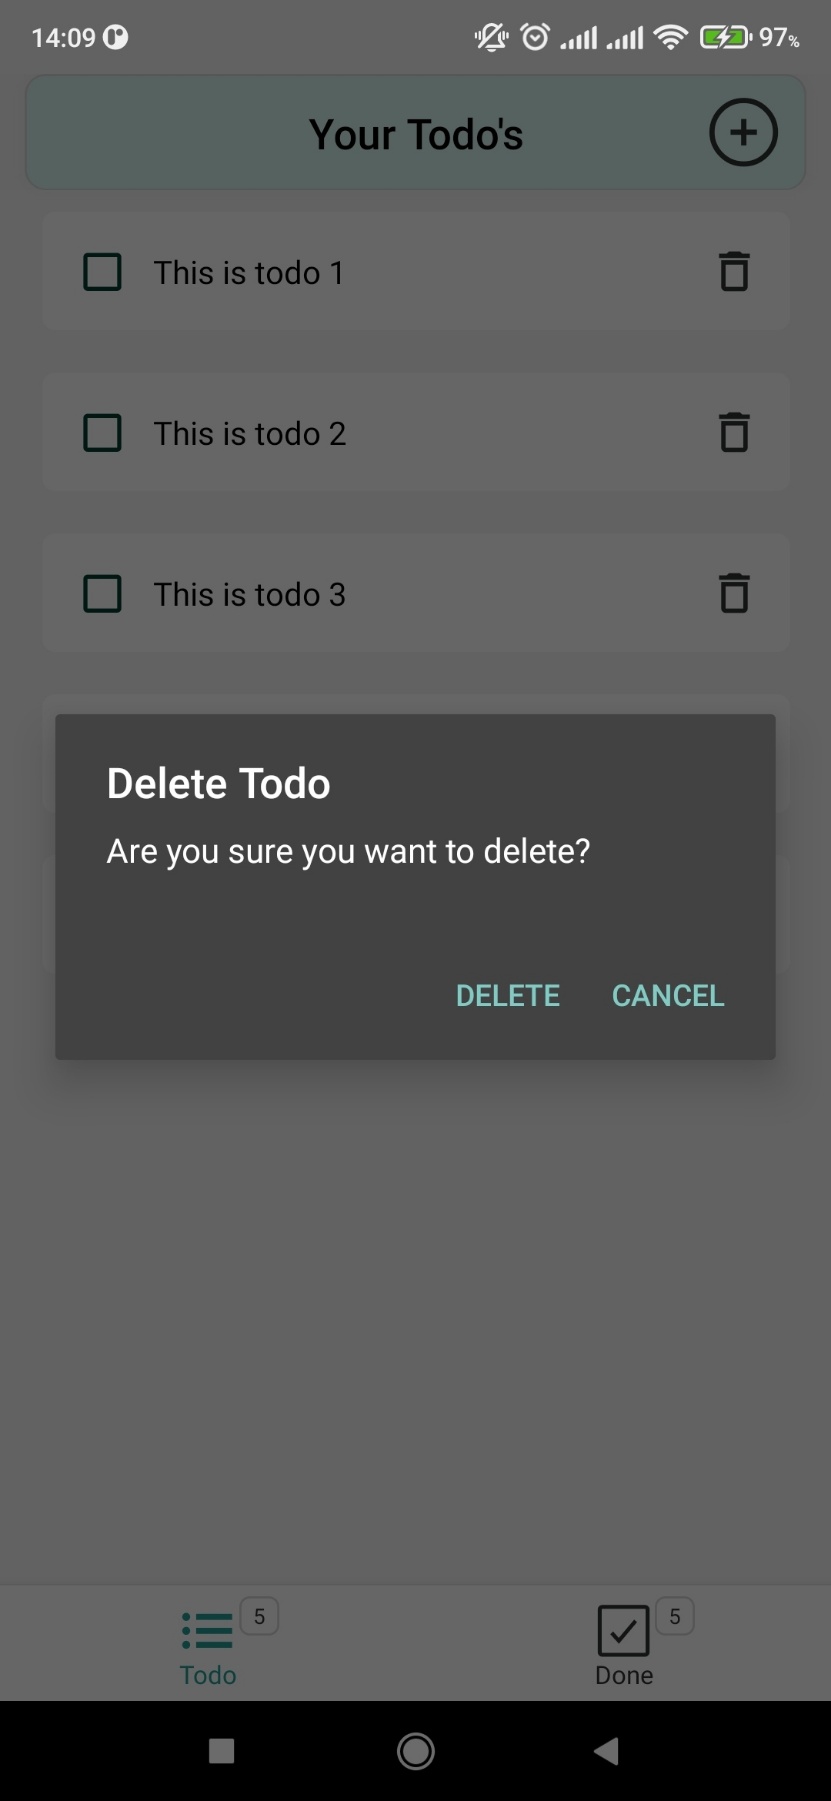 14:09 97%
Your Todo's
This is todo 1
This is todo 2
This is todo 3
Delete Todo
Are you sure you want to delete?
DELETE CANCEL
5 5
Todo Done